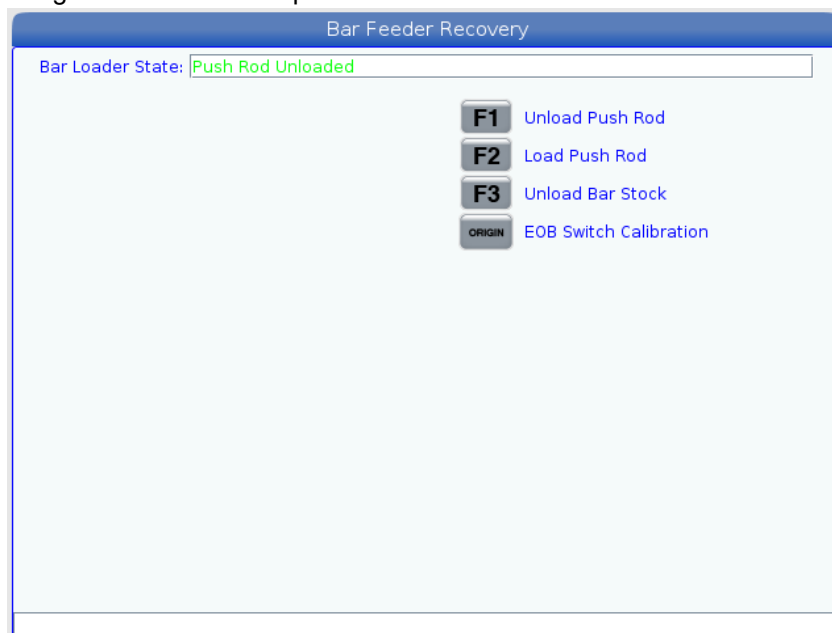 Bar Feeder Recovery
Bar Loader State: Push Rod Unloaded
F1 Unload Push Rod
F2 Load Push Rod
F3 Unload Bar Stock
ORIGIN EOB Switch Calibration